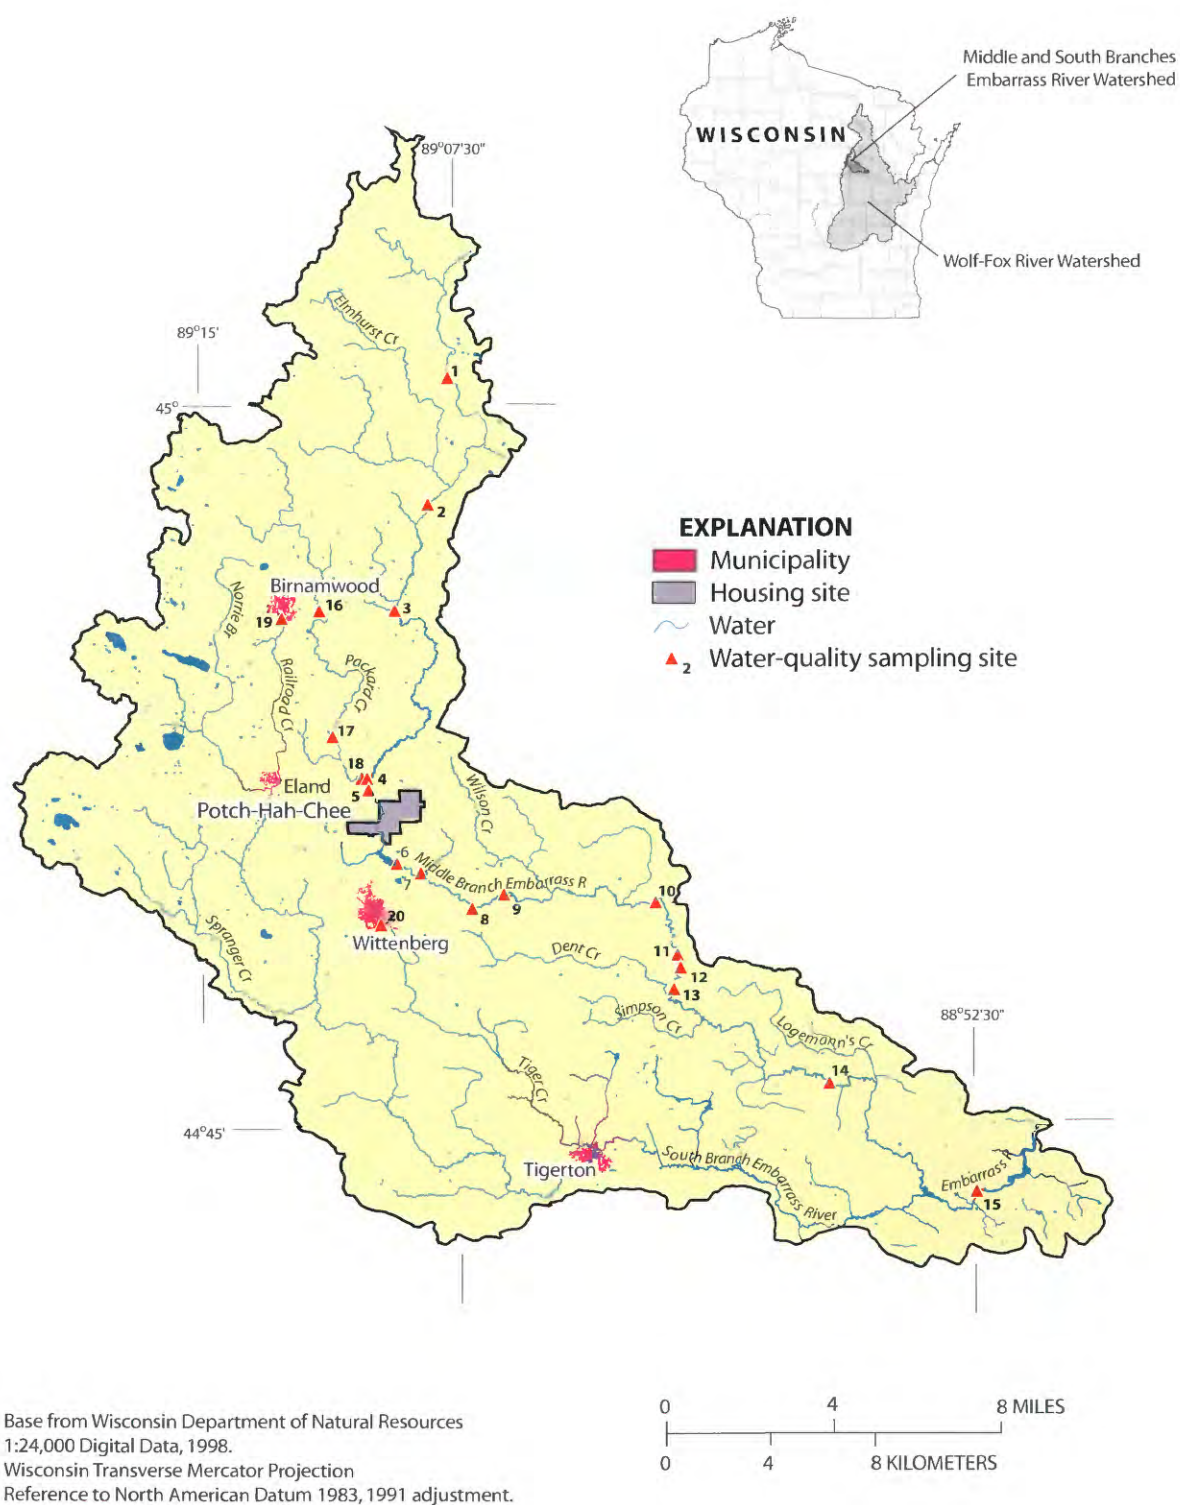 Middle and South Branches
Embarrass River Watershed
WISCONSIN
Wolf-Fox River Watershed
89°07'30"
Elmhurst Cr
89°15'
1
45°
2
EXPLANATION
Municipality
Housing site
Water
2 Water-quality sampling site
Birnamwood
Norrie Br
16
3
19
Railroad Cr
Packard Cr
17
18
4
Eland
5
Potch-Hah-Chee
Wilson Cr
6
7
Middle Branch Embarrass R
8
9
10
20
Wittenberg
Spranger Cr
Dent Cr
11
12
13
Simpson Cr
Logemann's Cr
88°52'30"
14
Tiger Cr
44°45'
Tigerton
South Branch Embarrass River
Embarrass R
15
0 4 8 MILES
0 4 8 KILOMETERS
Base from Wisconsin Department of Natural Resources
1:24,000 Digital Data, 1998.
Wisconsin Transverse Mercator Projection
Reference to North American Datum 1983, 1991 adjustment.